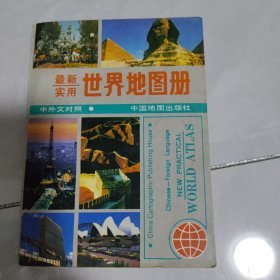 最新
实用
世界地图册
中外文对照 ● 中国地图出版社
● China Cartographic Publishing House ●
Chinese-Foreign language
NEW PRACTICAL
WORLD ATLAS